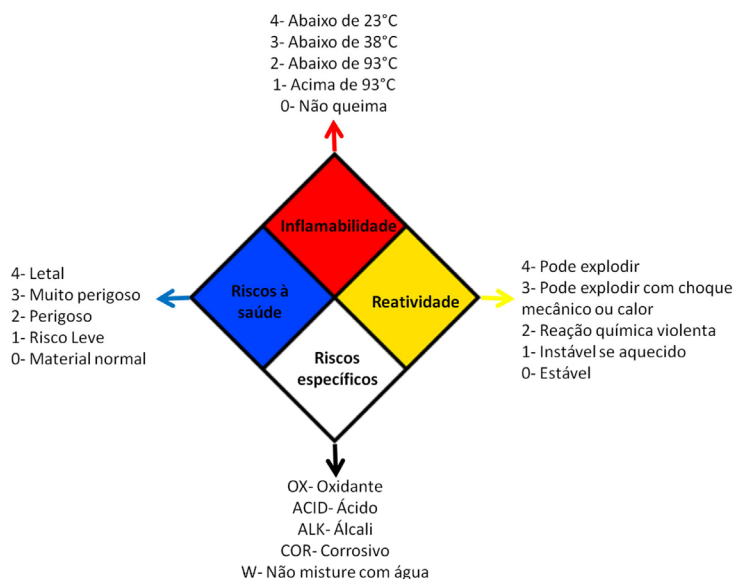 4- Abaixo de 23°C
3- Abaixo de 38°C
2- Abaixo de 93°C
1- Acima de 93°C
0- Não queima
Inflamabilidade
4- Letal
3- Muito perigoso
2- Perigoso
1- Risco Leve
0- Material normal
Riscos à
saúde
Reatividade
4- Pode explodir
3- Pode explodir com choque
mecânico ou calor
2- Reação química violenta
1- Instável se aquecido
0- Estável
Riscos
específicos
OX- Oxidante
ACID- Ácido
ALK- Álcali
COR- Corrosivo
W- Não misture com água